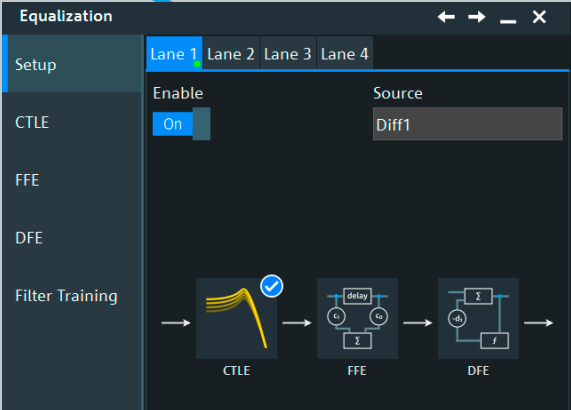 Equalization
Setup
CTLE
FFE
DFE
Filter Training
Lane 1 Lane 2 Lane 3 Lane 4
Enable
On
Source
Diff1
delay
c₁ c₀
Σ
Σ
-d₁
f
CTLE FFE DFE